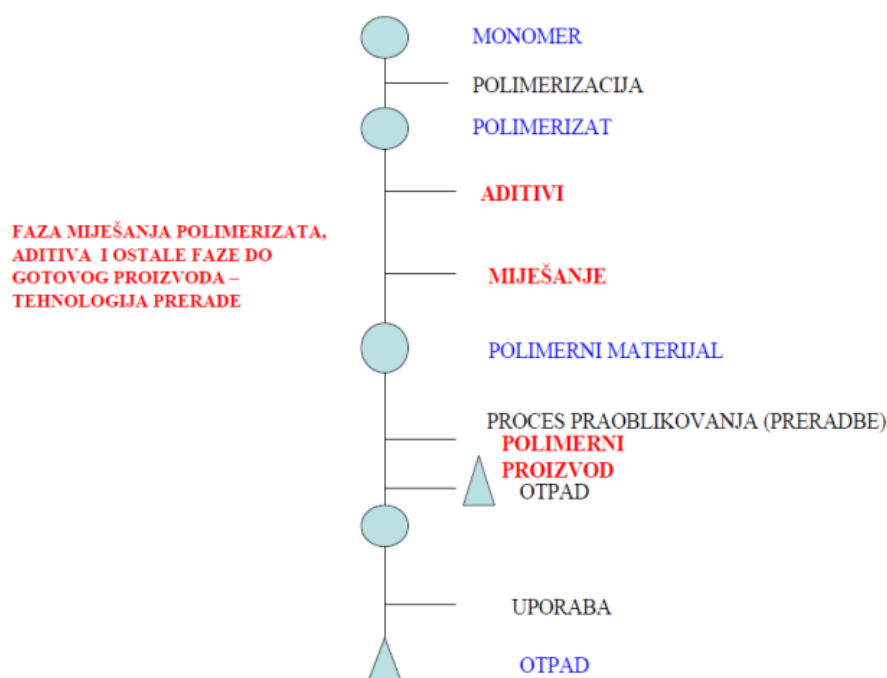 MONOMER
POLIMERIZACIJA
POLIMERIZAT
ADITIVI
FAZA MIJEŠANJA POLIMERIZATA,
ADITIVA I OSTALE FAZE DO
GOTOVOG PROIZVODA –
TEHNOLOGIJA PRERADE
MIJEŠANJE
POLIMERNI MATERIJAL
PROCES PRAOBLIKOVANJA (PRERADBE)
POLIMERNI
PROIZVOD
OTPAD
UPORABA
OTPAD